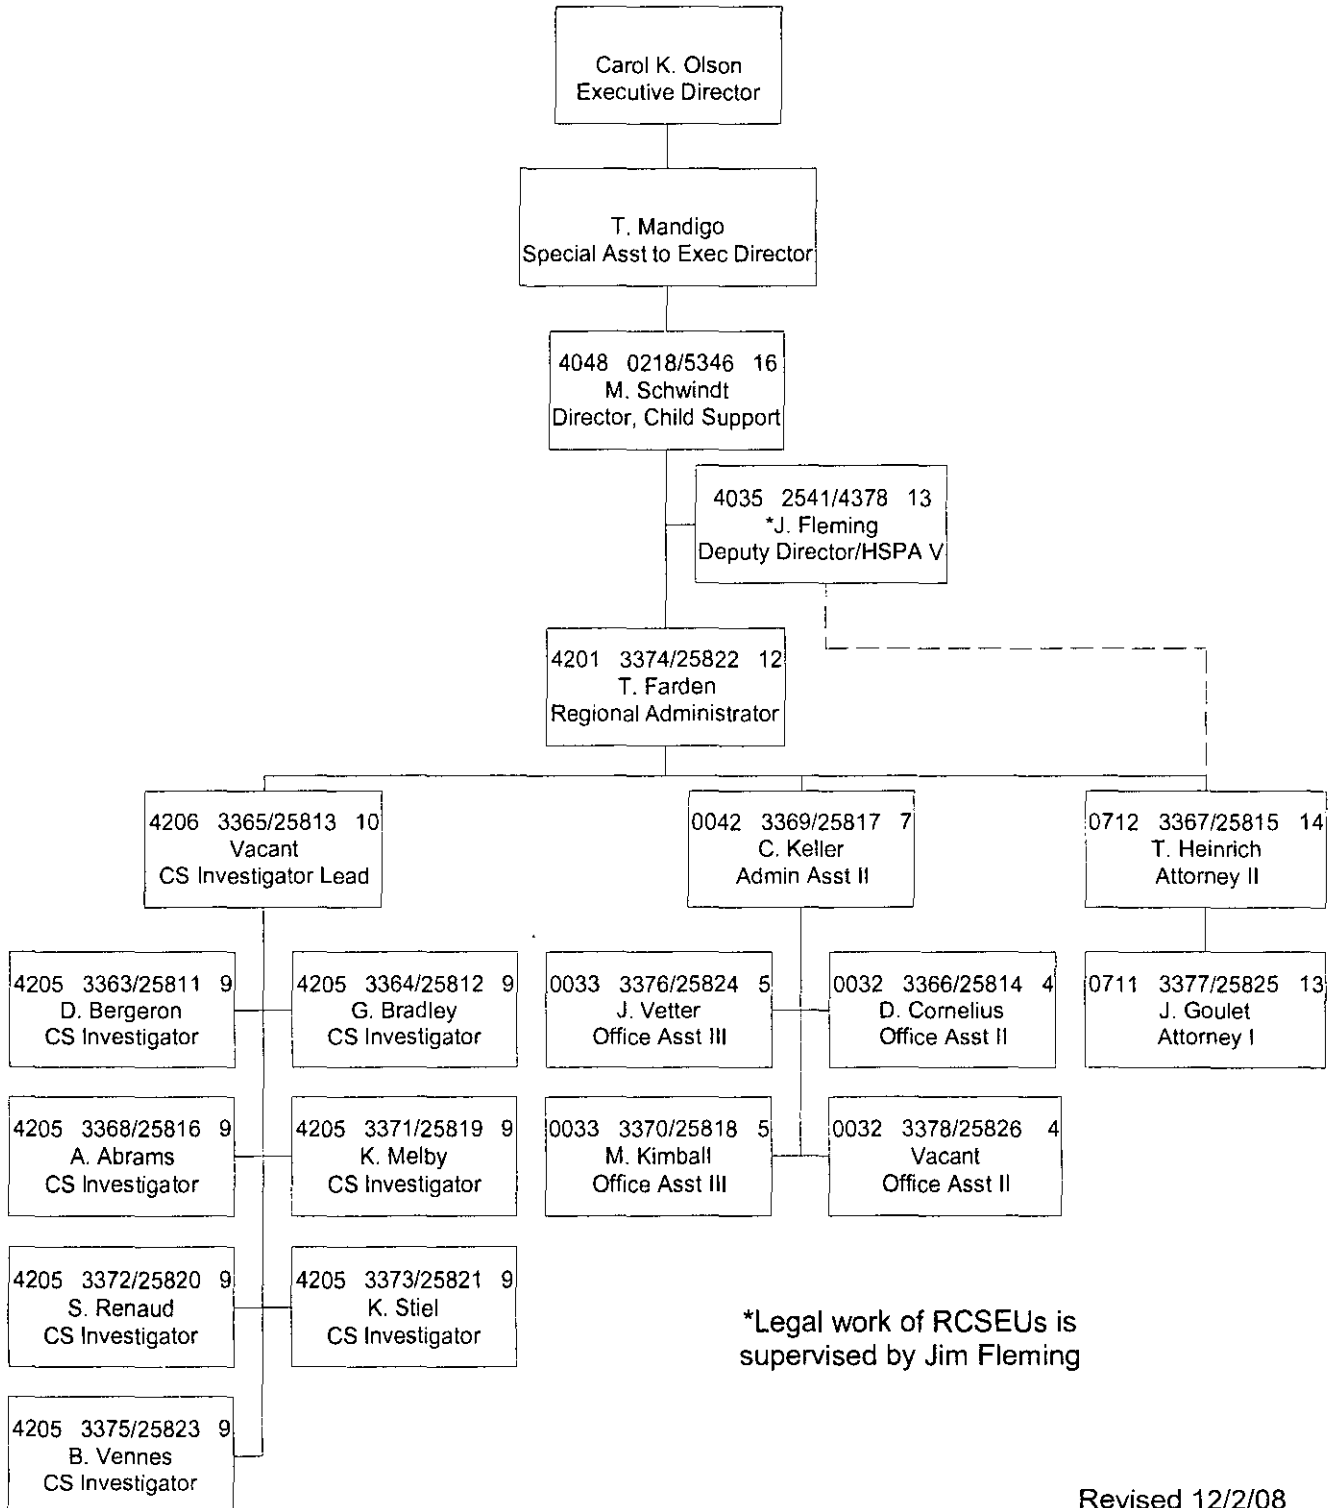 Carol K. Olson
Executive Director
T. Mandigo
Special Asst to Exec Director
4048 0218/5346 16
M. Schwindt
Director, Child Support
4035 2541/4378 13
*J. Fleming
Deputy Director/HSPA V
4201 3374/25822 12
T. Farden
Regional Administrator
4206 3365/25813 10
Vacant
CS Investigator Lead
0042 3369/25817 7
C. Keller
Admin Asst II
0712 3367/25815 14
T. Heinrich
Attorney II
4205 3363/25811 9
D. Bergeron
CS Investigator
4205 3364/25812 9
G. Bradley
CS Investigator
0033 3376/25824 5
J. Vetter
Office Asst III
0032 3366/25814 4
D. Cornelius
Office Asst II
0711 3377/25825 13
J. Goulet
Attorney I
4205 3368/25816 9
A. Abrams
CS Investigator
4205 3371/25819 9
K. Melby
CS Investigator
0033 3370/25818 5
M. Kimball
Office Asst III
0032 3378/25826 4
Vacant
Office Asst II
4205 3372/25820 9
S. Renaud
CS Investigator
4205 3373/25821 9
K. Stiel
CS Investigator
*Legal work of RCSEUs is
supervised by Jim Fleming
4205 3375/25823 9
B. Vennes
CS Investigator
Revised 12/2/08